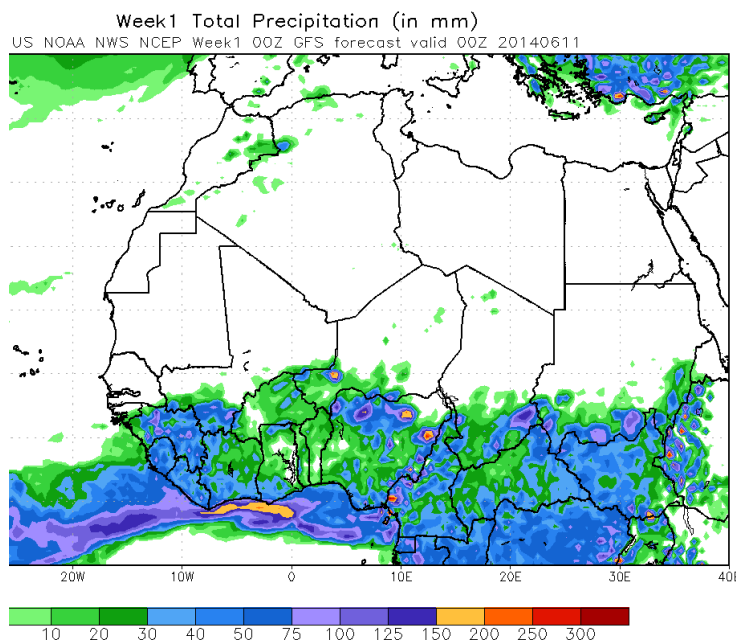 Week1 Total Precipitation (in mm)
US NOAA NWS NCEP Week1 00Z GFS forecast valid 00Z 20140611
20W 10W 0 10E 20E 30E 40E
10 20 30 40 50 75 100 125 150 200 250 300